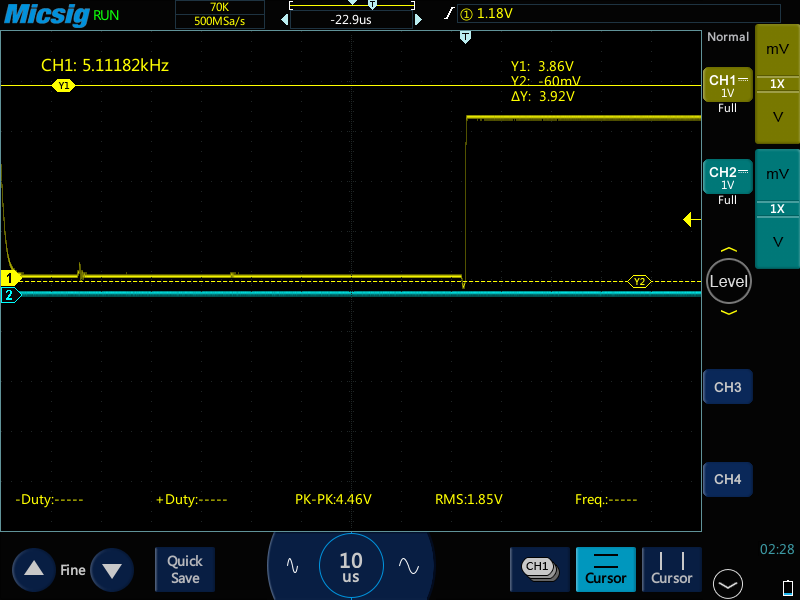 Micsig RUN
70K
500MSa/s
T
-22.9us
1 1.18V
T
Normal
mV
CH1: 5.11182kHz
Y1: 3.86V
Y2: -60mV
ΔY: 3.92V
Y1
CH1
1V
Full
1X
V
CH2
1V
Full
mV
1X
V
1
2
Y2
Level
CH3
CH4
-Duty:-----
+Duty:-----
PK-PK:4.46V
RMS:1.85V
Freq.:-----
Fine
Quick
Save
10
us
CH1
Cursor
Cursor
02:28